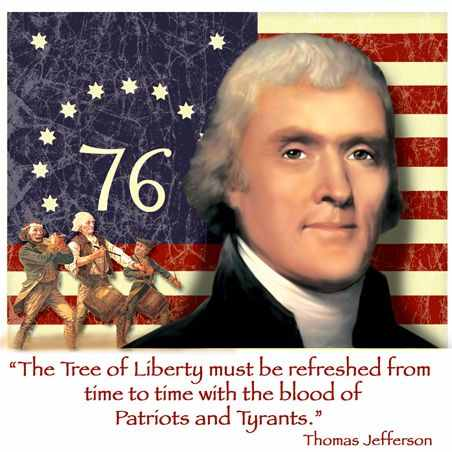 76
“The Tree of Liberty must be refreshed from
time to time with the blood of
Patriots and Tyrants.”
Thomas Jefferson